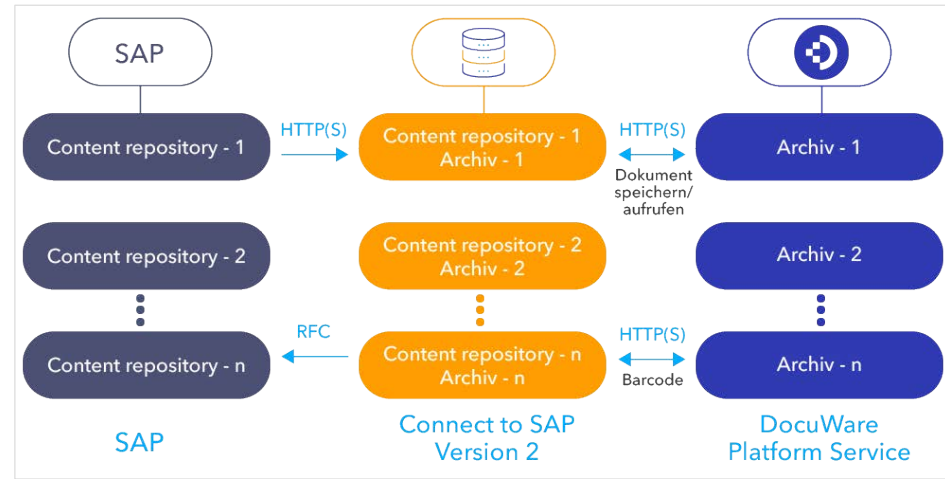 SAP
...
...
...
Content repository - 1
HTTP(S)
Content repository - 1
Archiv - 1
HTTP(S)
Dokument
speichern/
aufrufen
Archiv - 1
Content repository - 2
Content repository - 2
Archiv - 2
Archiv - 2
Content repository - n
RFC
Content repository - n
Archiv - n
HTTP(S)
Barcode
Archiv - n
SAP
Connect to SAP
Version 2
DocuWare
Platform Service